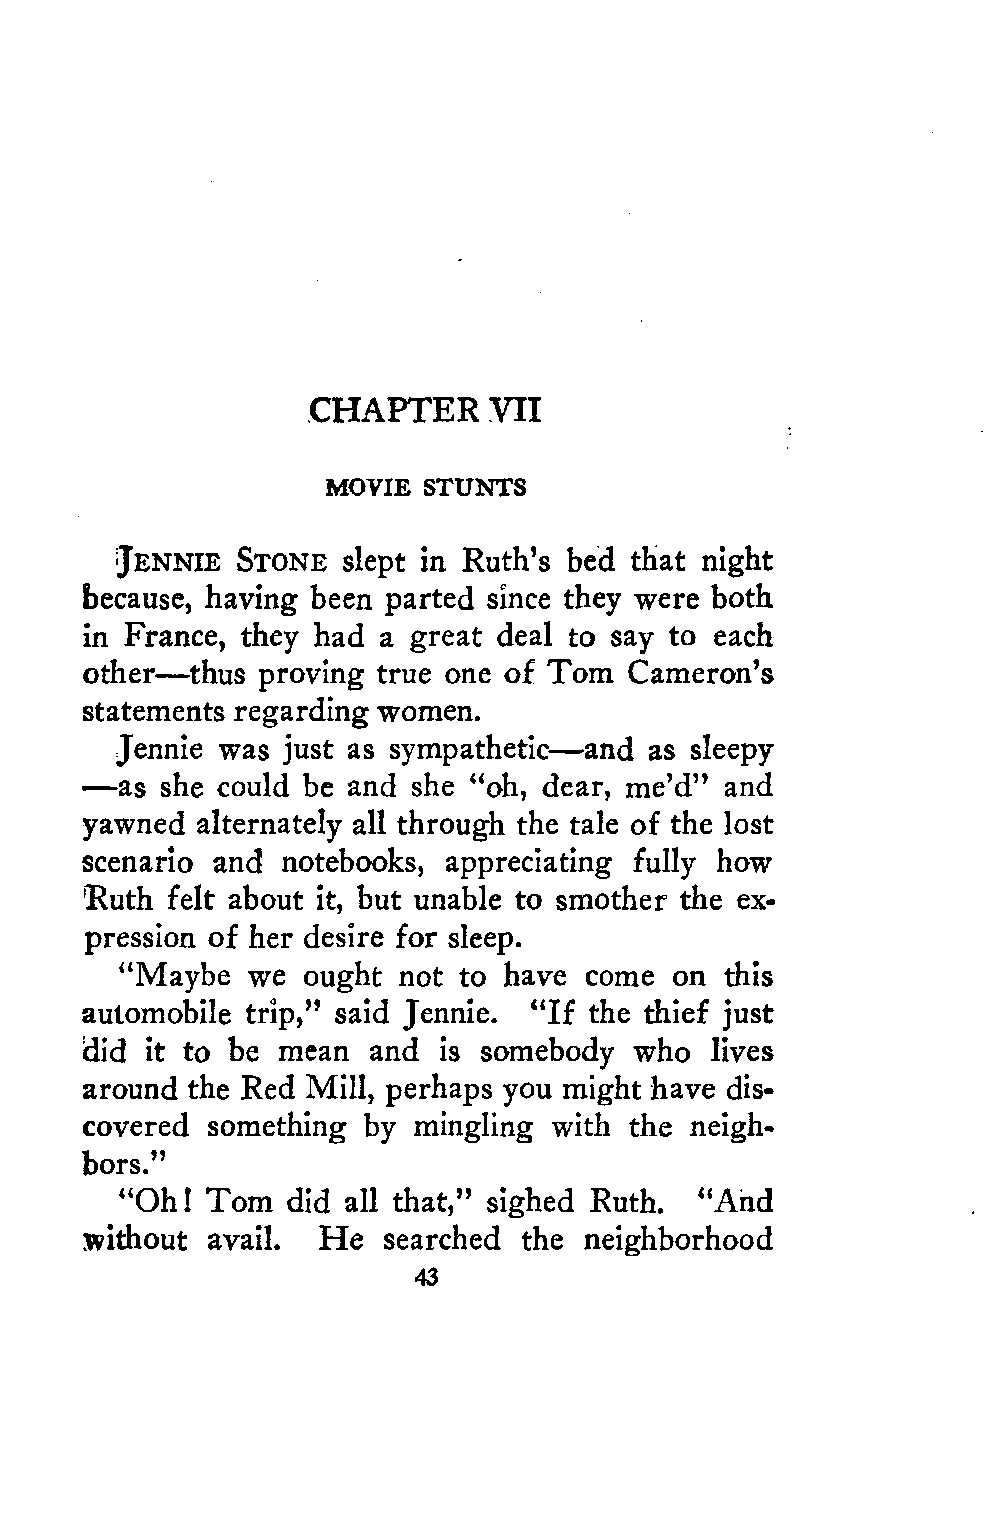 CHAPTER VII
MOVIE STUNTS
JENNIE STONE slept in Ruth's bed that night
because, having been parted since they were both
in France, they had a great deal to say to each
other—thus proving true one of Tom Cameron's
statements regarding women.
Jennie was just as sympathetic—and as sleepy
—as she could be and she "oh, dear, me'd" and
yawned alternately all through the tale of the lost
scenario and notebooks, appreciating fully how
Ruth felt about it, but unable to smother the ex-
pression of her desire for sleep.
"Maybe we ought not to have come on this
automobile trip," said Jennie. "If the thief just
did it to be mean and is somebody who lives
around the Red Mill, perhaps you might have dis-
covered something by mingling with the neigh-
bors."
"Oh! Tom did all that," sighed Ruth. "And
without avail. He searched the neighborhood
43